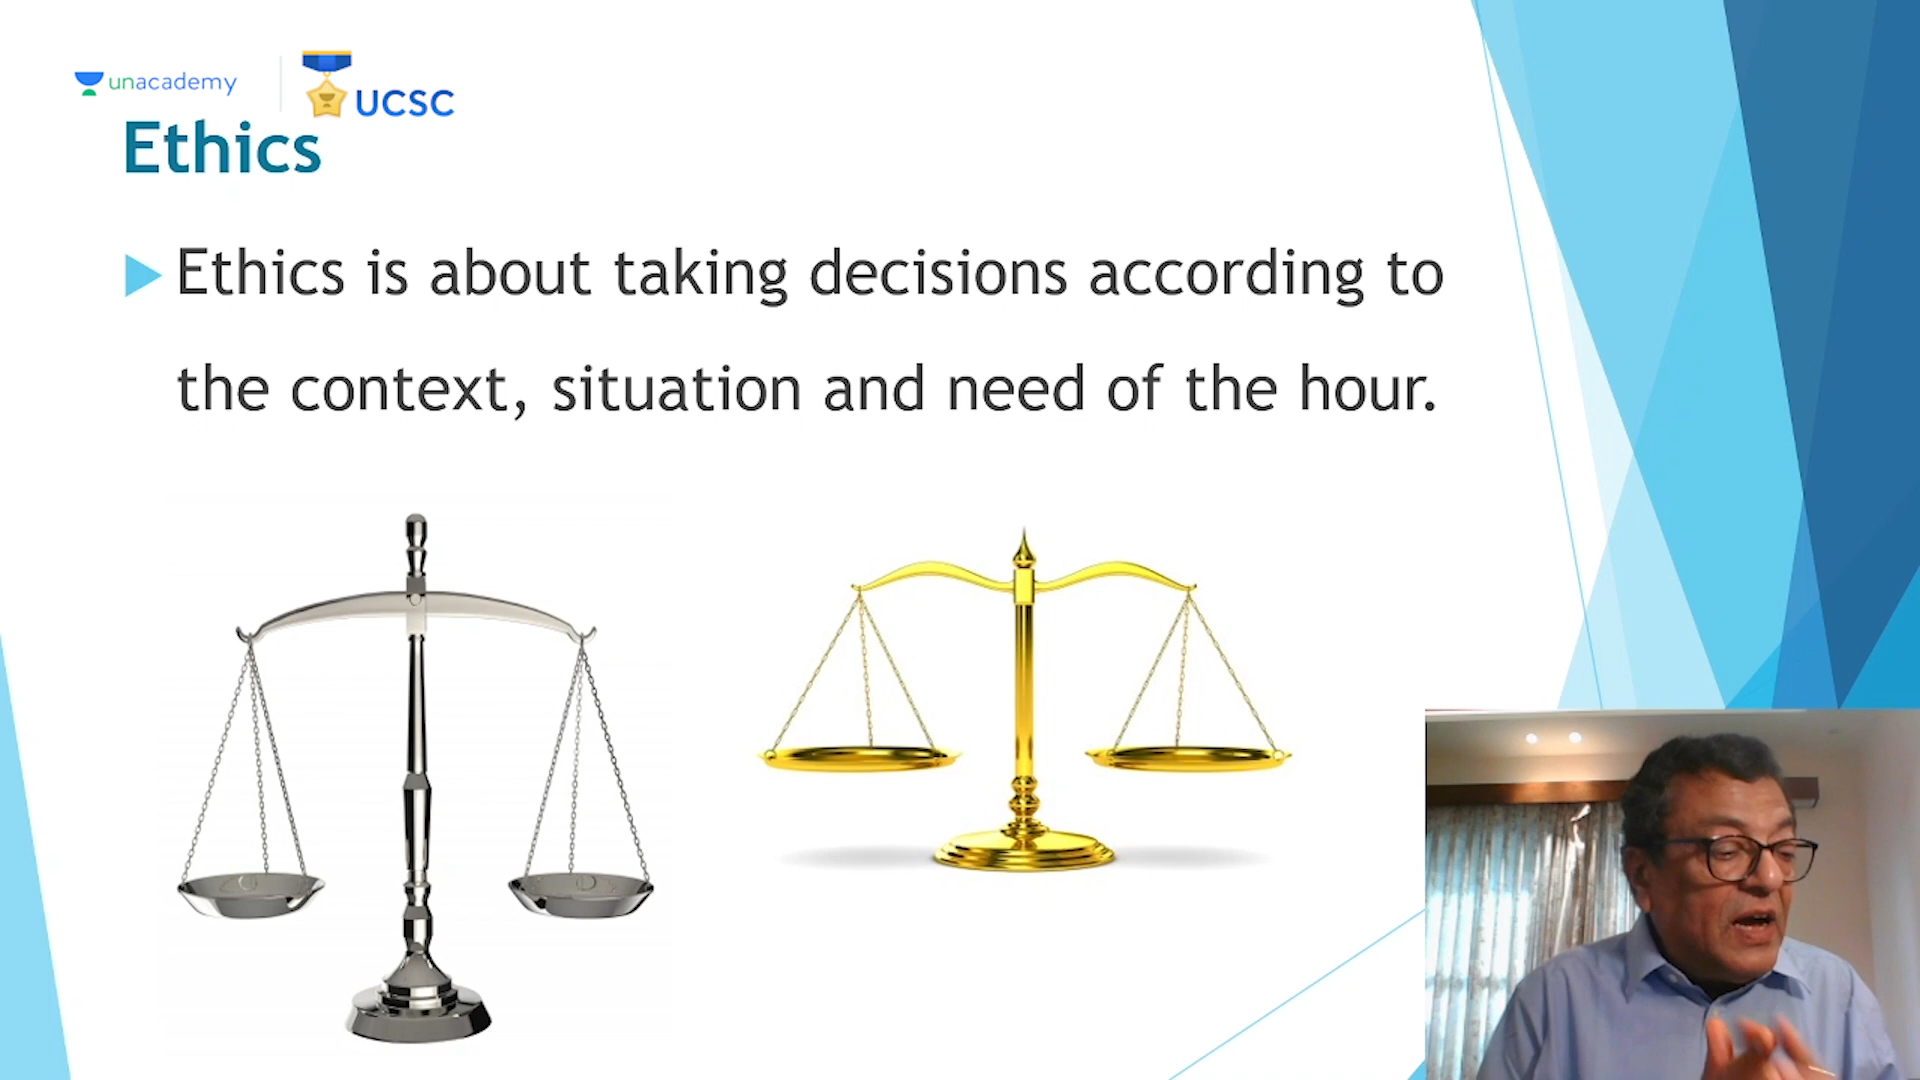 unacademy
UCSC
Ethics
Ethics is about taking decisions according to
the context, situation and need of the hour.